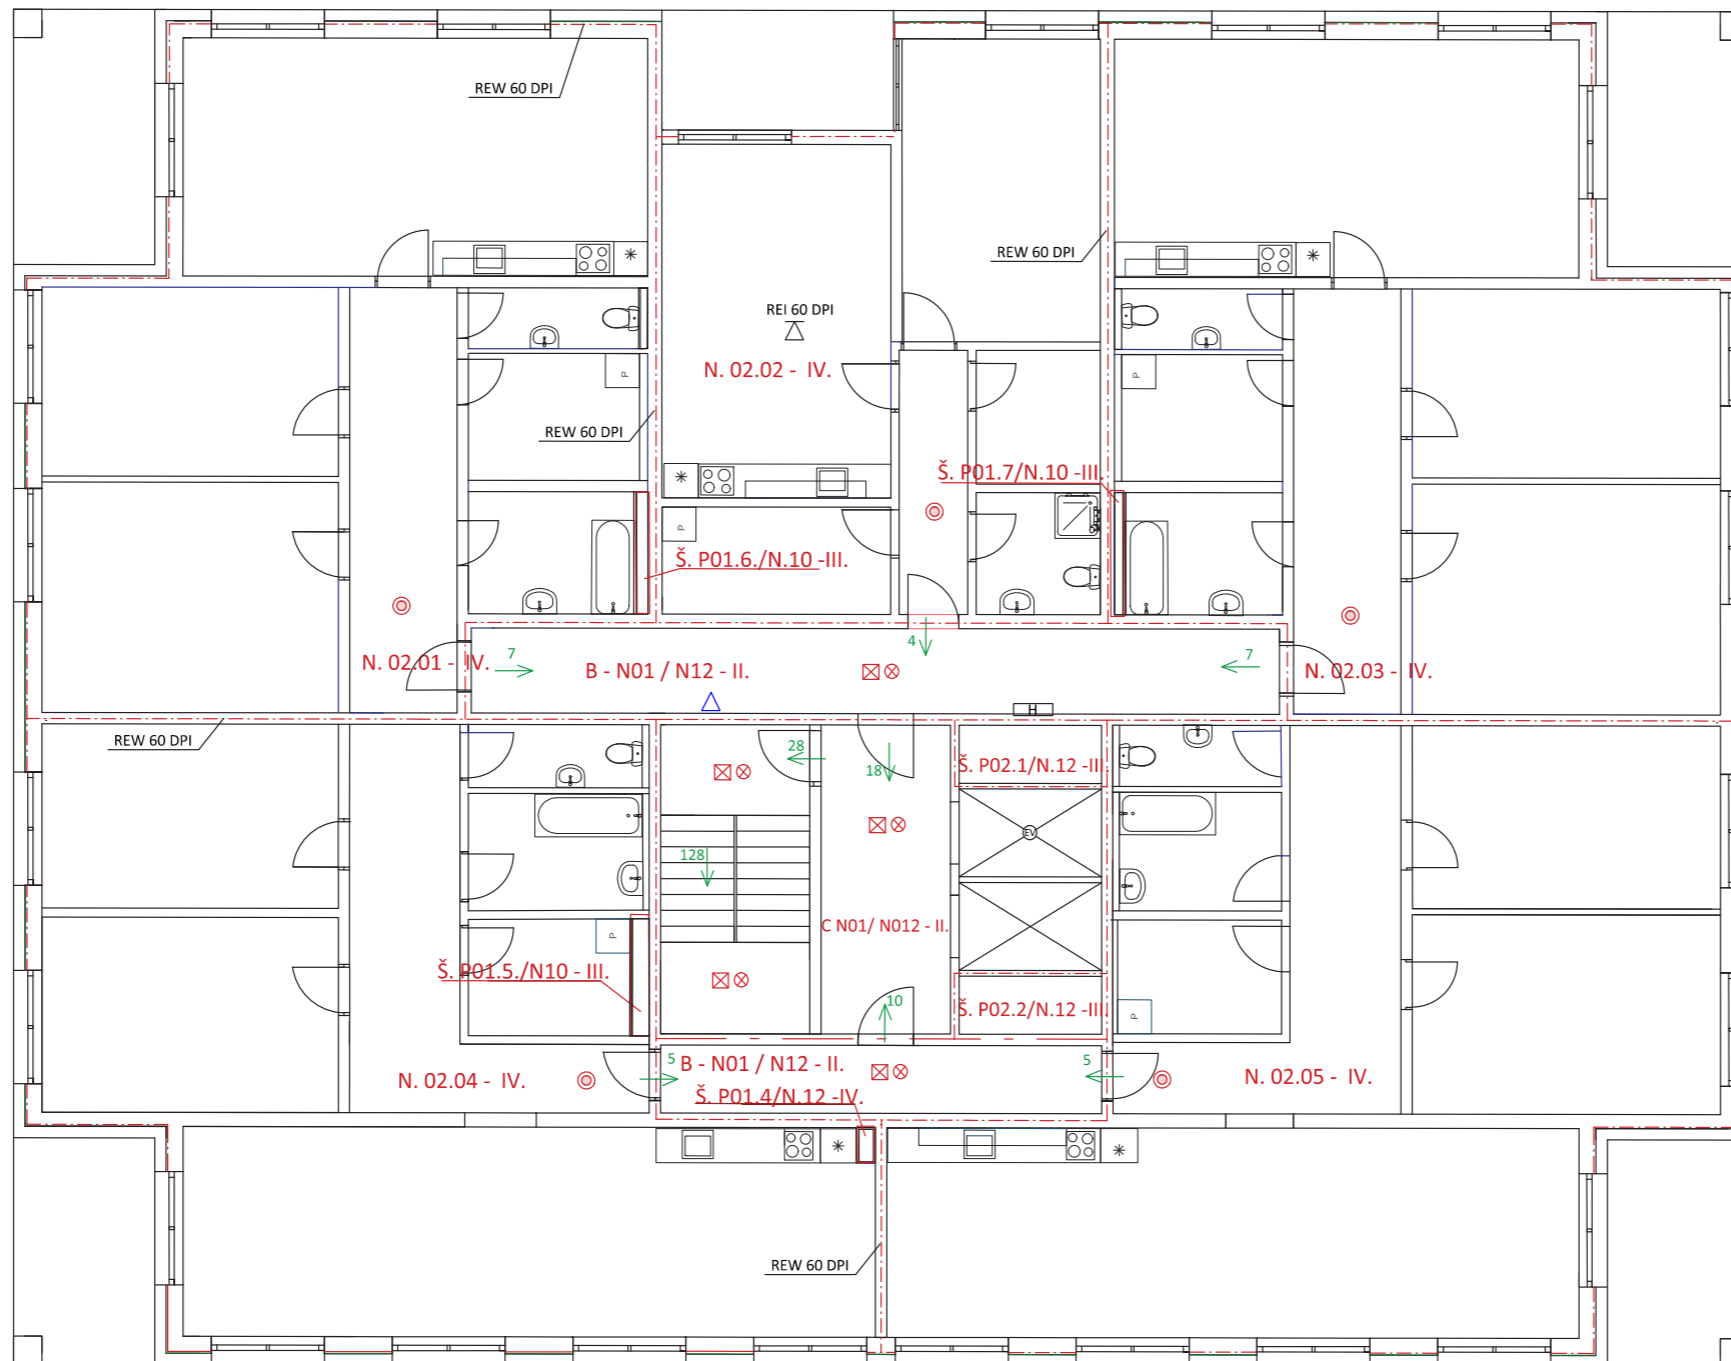 REW 60 DPI
REW 60 DPI
REI 60 DPI
N. 02.02 - IV.
P
P
REW 60 DPI
Š. P01.7/N.10 -III.
P
Š. P01.6./N.10 -III.
4
7
7
N. 02.01 - IV.
B - N01 / N12 - II.
N. 02.03 - IV.
H
REW 60 DPI
28
18
Š. P02.1/N.12 -III.
EV
128
C N01/ N012 - II.
P
Š. P01.5./N10 - III.
10
Š. P02.2/N.12 -III.
P
5
B - N01 / N12 - II.
5
N. 02.04 - IV.
N. 02.05 - IV.
Š. P01.4/N.12 -IV.
REW 60 DPI